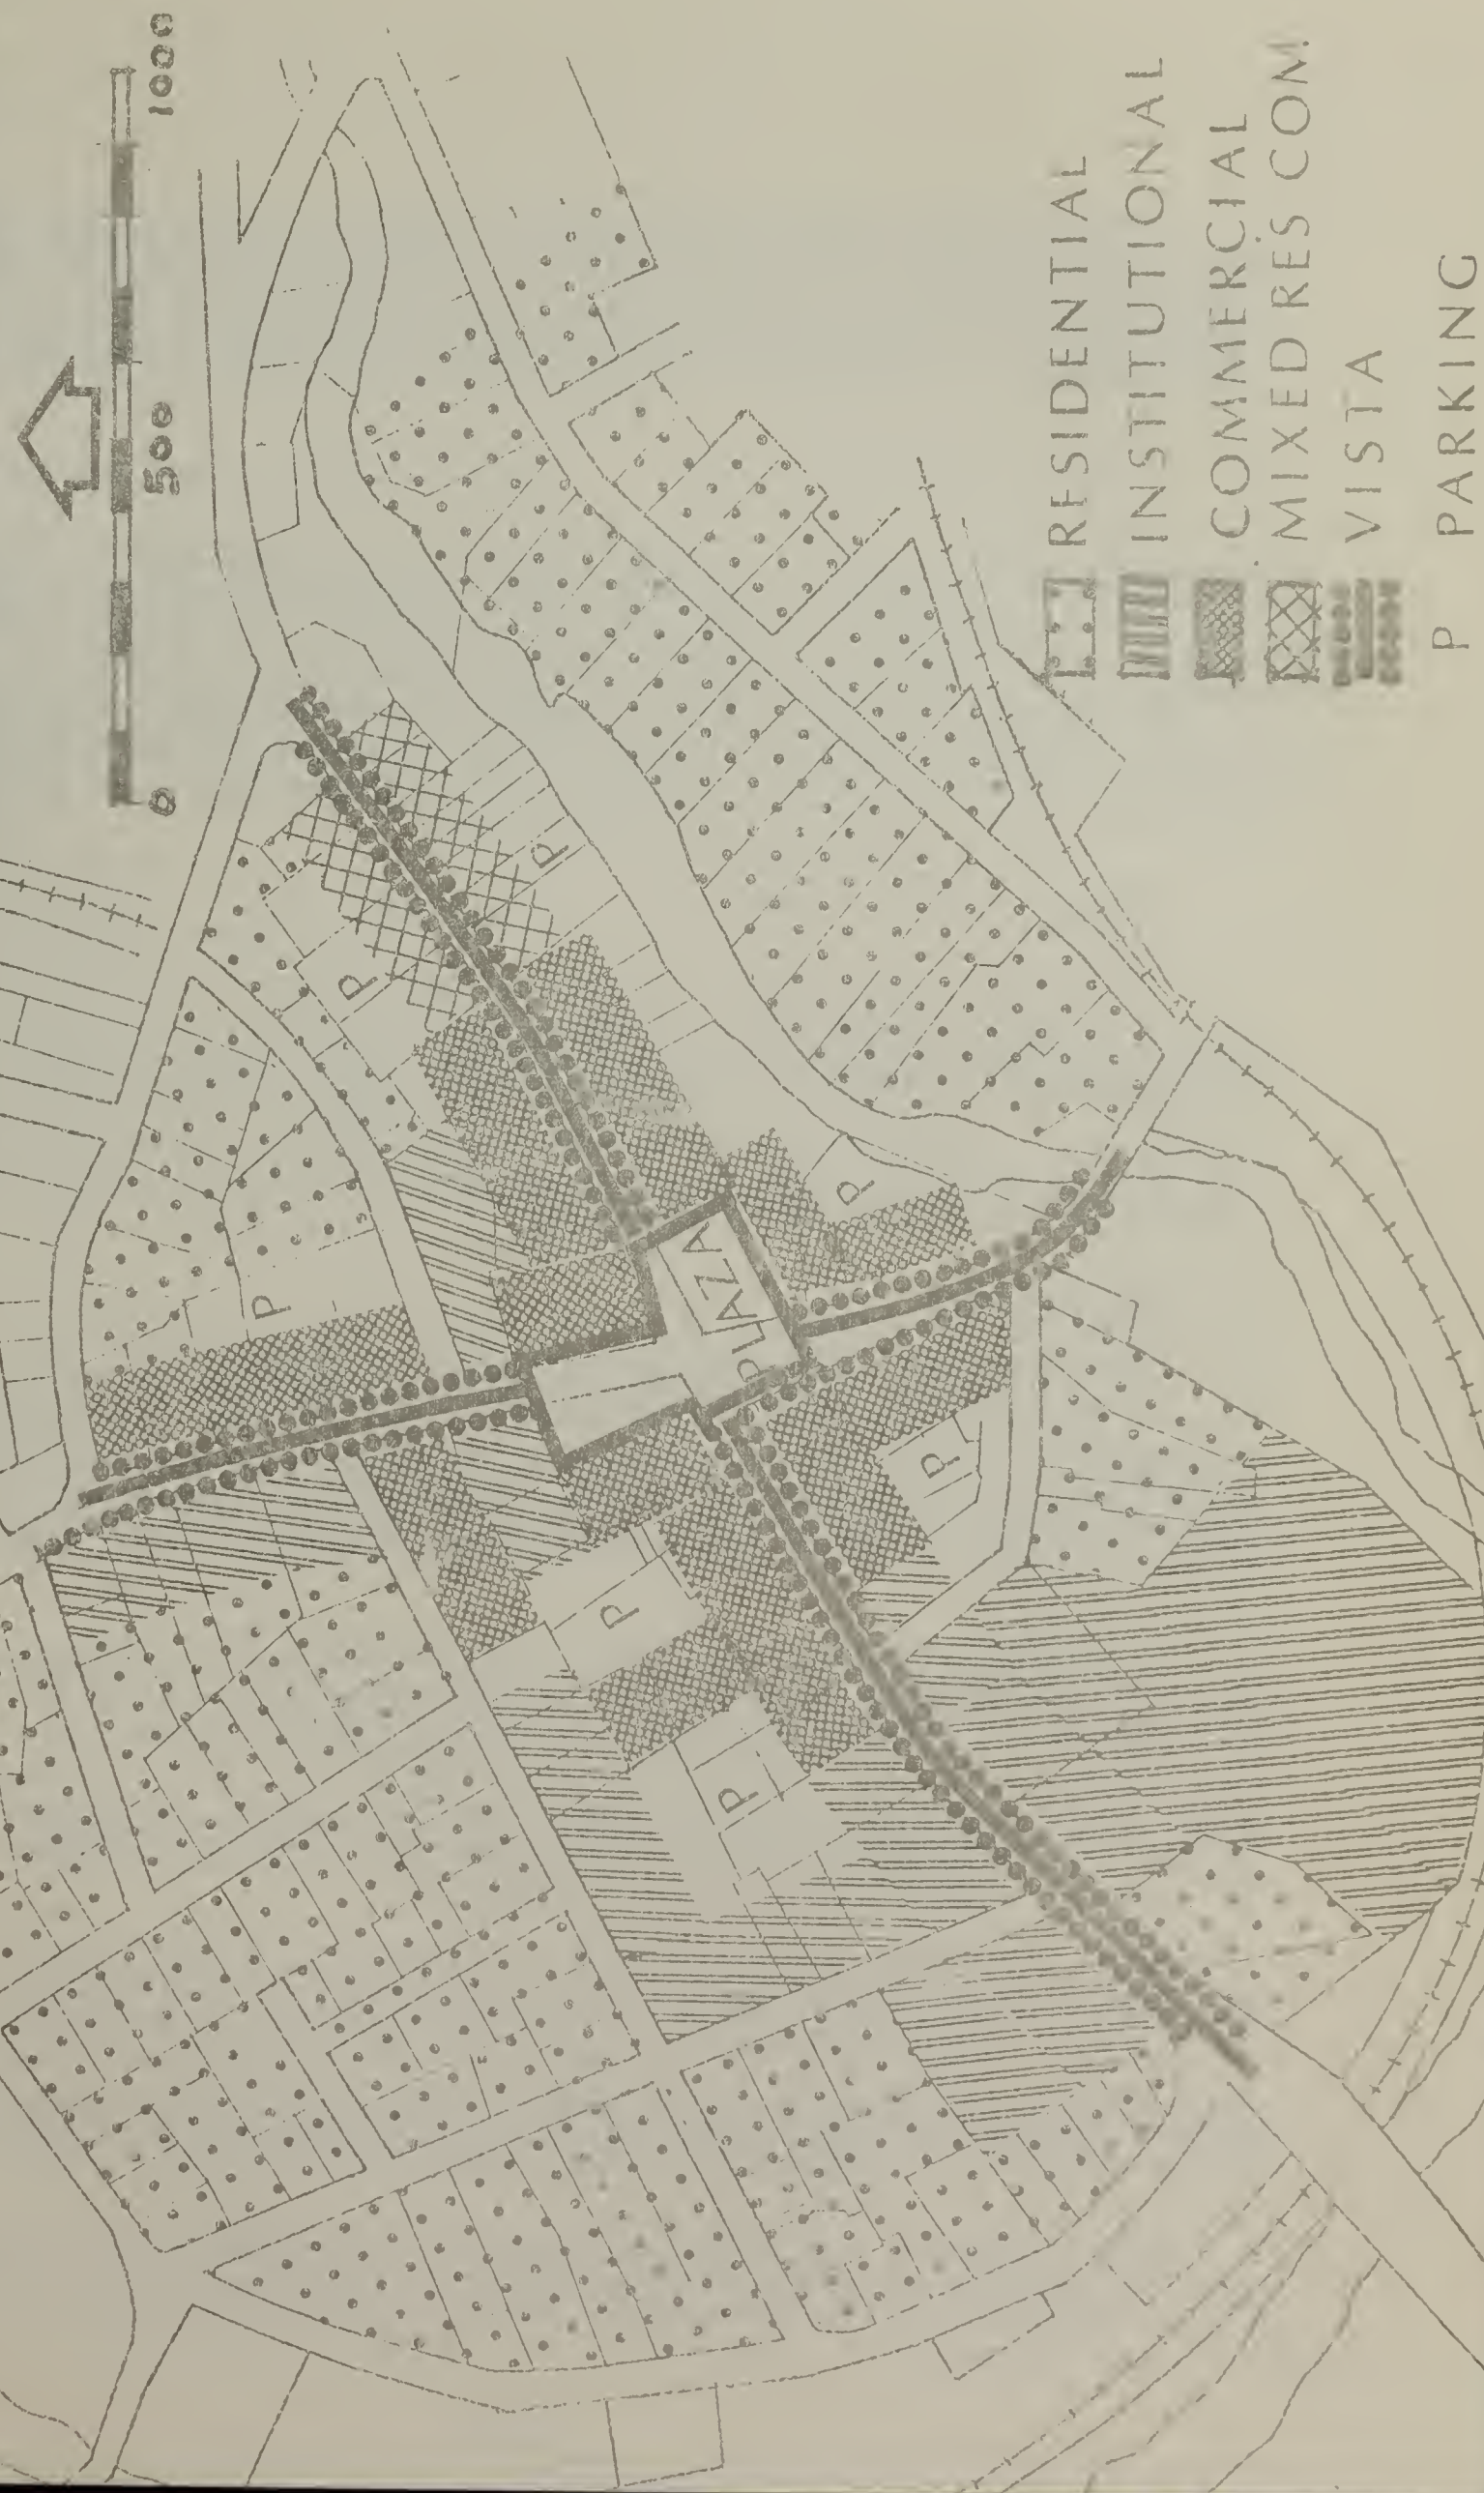 0 500 1000
P
P
P
P
P
P
P
PLAZA
RESIDENTIAL
INSTITUTIONAL
COMMERCIAL
MIXED RES COM.
VISTA
P PARKING